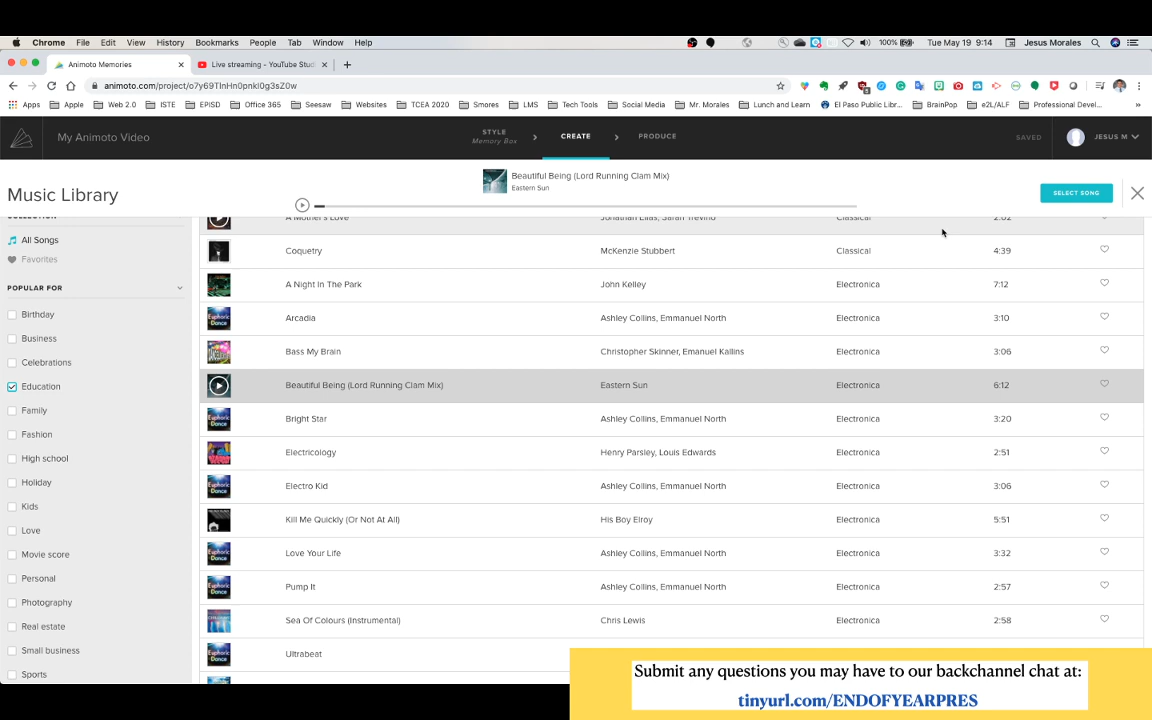 Chrome File Edit View History Bookmarks People Tab Window Help 100% Tue May 19 9:14 Jesus Morales
Animoto Memories Live streaming - YouTube Stud
animoto.com/project/o7y69TlnHn0pnkI0g3sZ0w
Apps Apple Web 2.0 ISTE EPISD Office 365 Seesaw Websites TCEA 2020 Smores LMS Tech Tools Social Media Mr. Morales Lunch and Learn El Paso Public Libr... BrainPop e2L/ALF Professional Devel... »
My Animoto Video STYLE Memory Box CREATE PRODUCE SAVED JESUS M
Music Library Beautiful Being (Lord Running Clam Mix) SELECT SONG
Eastern Sun
COLLECTION
A Mother's Love Jonathan Elias, Sarah Trevino Classical 2:02
All Songs
Coquetry McKenzie Stubbert Classical 4:39
Favorites
A Night In The Park John Kelley Electronica 7:12
POPULAR FOR
Birthday
Arcadia Ashley Collins, Emmanuel North Electronica 3:10
Business
Bass My Brain Christopher Skinner, Emanuel Kallins Electronica 3:06
Celebrations
Education
Beautiful Being (Lord Running Clam Mix) Eastern Sun Electronica 6:12
Family
Bright Star Ashley Collins, Emmanuel North Electronica 3:20
Fashion
Electricology Henry Parsley, Louis Edwards Electronica 2:51
High school
Holiday
Electro Kid Ashley Collins, Emmanuel North Electronica 3:06
Kids
Kill Me Quickly (Or Not At All) His Boy Elroy Electronica 5:51
Love
Love Your Life Ashley Collins, Emmanuel North Electronica 3:32
Movie score
Personal
Pump It Ashley Collins, Emmanuel North Electronica 2:57
Photography
Sea Of Colours (Instrumental) Chris Lewis Electronica 2:58
Real estate
Small business
Ultrabeat
Sports
Submit any questions you may have to our backchannel chat at:
tinyurl.com/ENDOFYEARPRES